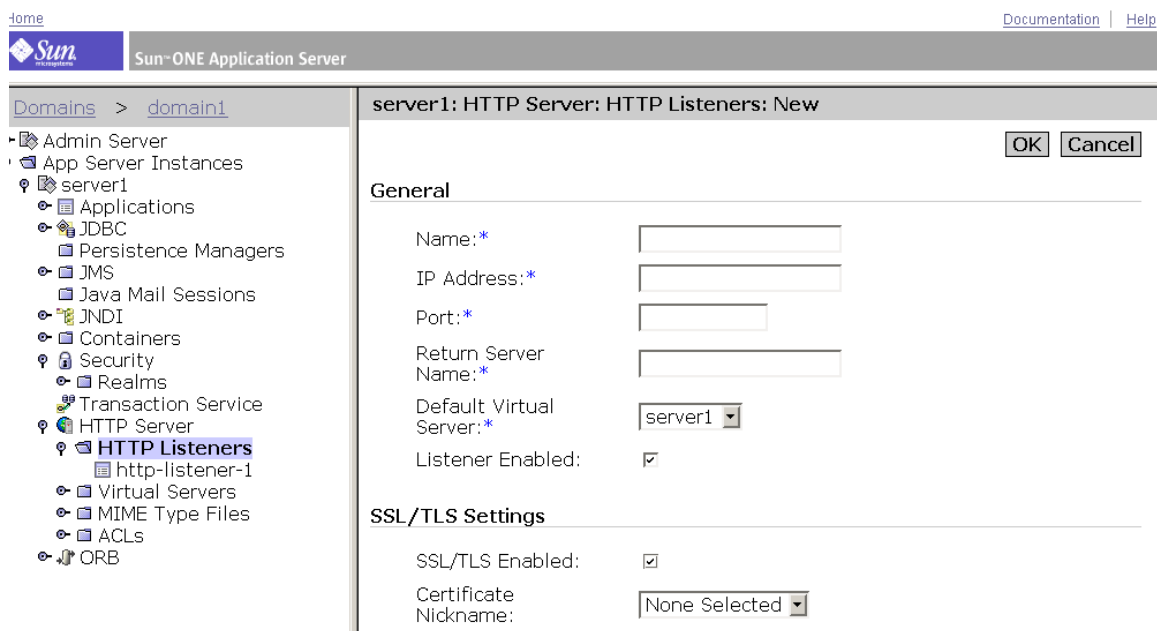 Home
Documentation | Help
Sun
microsystems
Sun™ ONE Application Server
Domains > domain1
server1: HTTP Server: HTTP Listeners: New
Admin Server
App Server Instances
server1
Applications
JDBC
Persistence Managers
JMS
Java Mail Sessions
JNDI
Containers
Security
Realms
Transaction Service
HTTP Server
HTTP Listeners
http-listener-1
Virtual Servers
MIME Type Files
ACLs
ORB
OK Cancel
General
Name:*
IP Address:*
Port:*
Return Server
Name:*
Default Virtual
Server:*
server1
Listener Enabled:
SSL/TLS Settings
SSL/TLS Enabled:
Certificate
Nickname:
None Selected